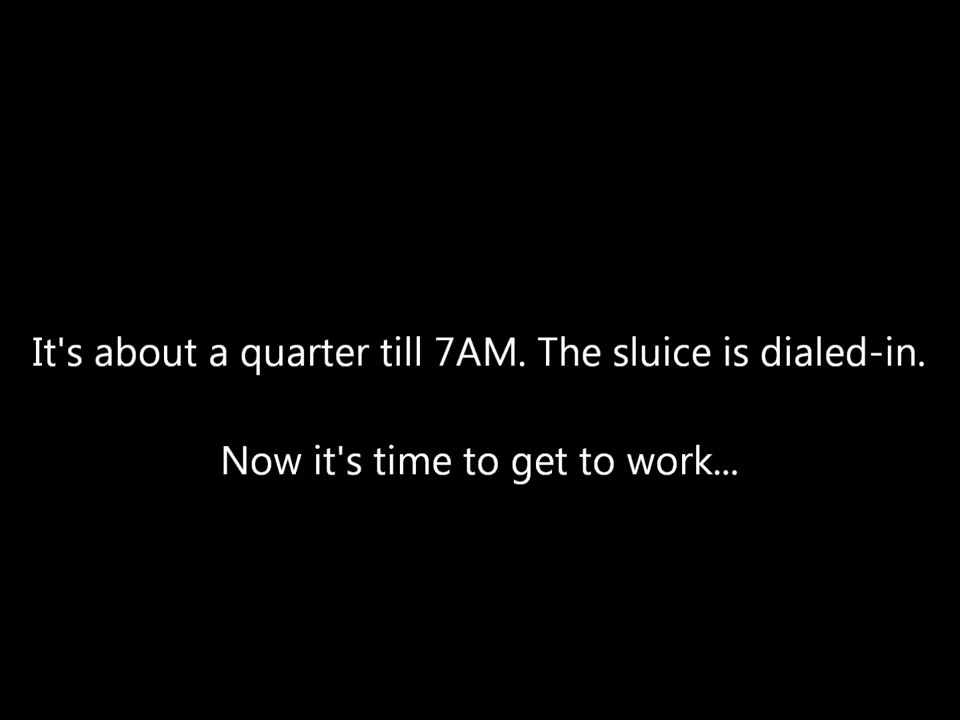 It's about a quarter till 7AM. The sluice is dialed-in.
Now it's time to get to work...